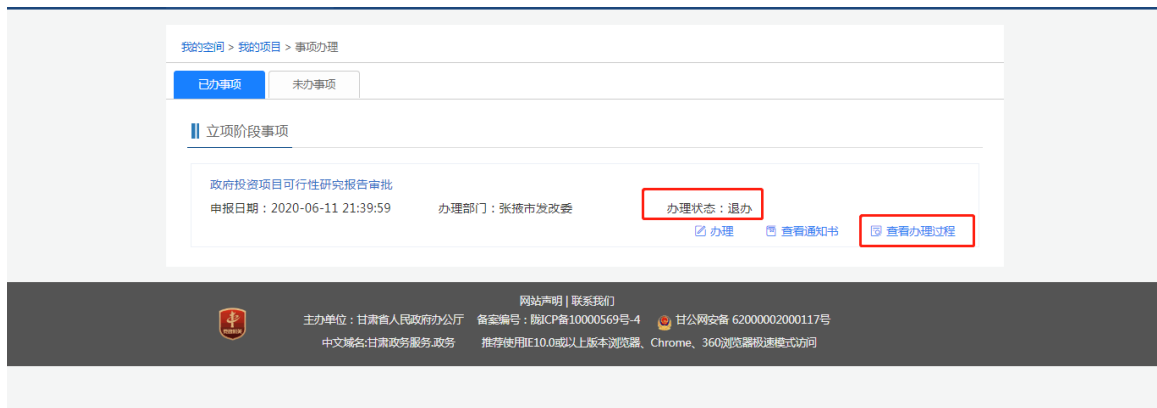 我的空间 > 我的项目 > 事项办理
已办事项 未办事项
立项阶段事项
政府投资项目可行性研究报告审批
申报日期：2020-06-11 21:39:59 办理部门：张掖市发改委 办理状态：退办
办理 查看通知书 查看办理过程
网站声明 | 联系我们
主办单位：甘肃省人民政府办公厅 备案编号：陇ICP备10000569号-4 甘公网安备 62000002000117号
中文域名:甘肃政务服务.政务 推荐使用IE10.0或以上版本浏览器、Chrome、360浏览器极速模式访问